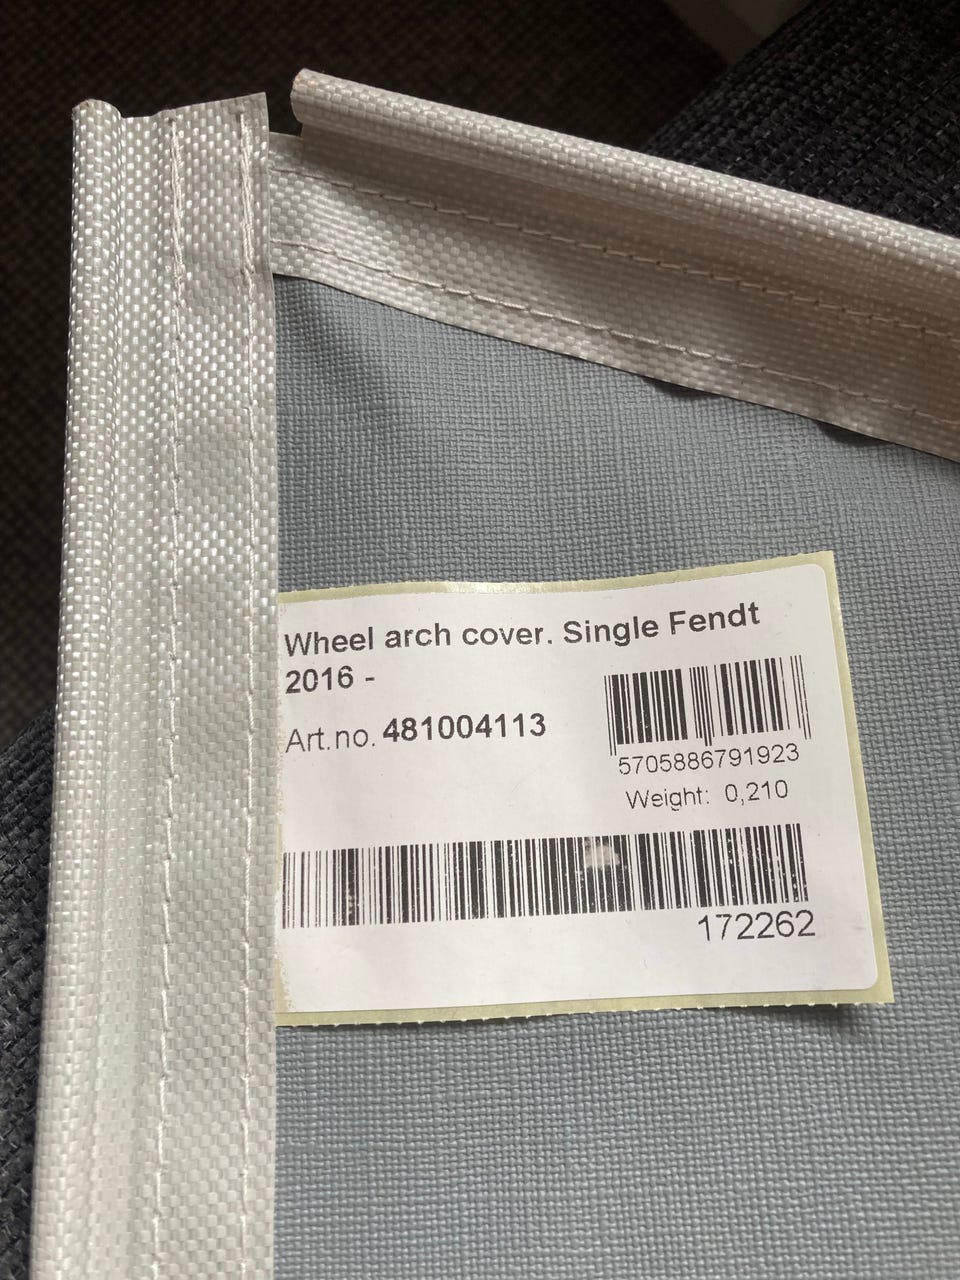 Wheel arch cover. Single Fendt
2016 -
Art.no. 481004113
5705886791923
Weight: 0,210
172262